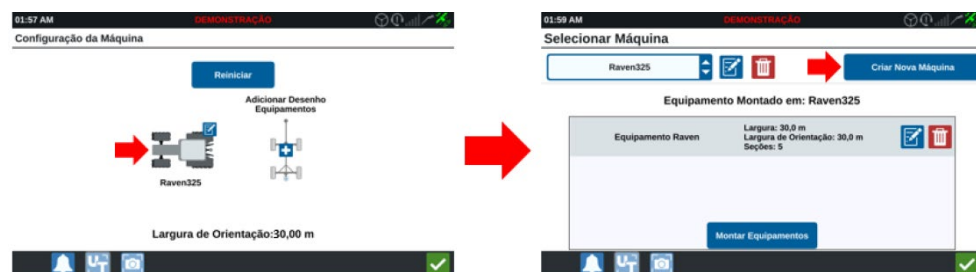 01:57 AM
DEMONSTRAÇÃO
Configuração da Máquina
Reiniciar
Adicionar Desenho
Equipamentos
Raven325
Largura de Orientação:30,00 m
UT
01:59 AM
DEMONSTRAÇÃO
Selecionar Máquina
Raven325
Criar Nova Máquina
Equipamento Montado em: Raven325
Equipamento Raven
Largura: 30,0 m
Largura de Orientação: 30,0 m
Seções: 5
Montar Equipamentos
UT